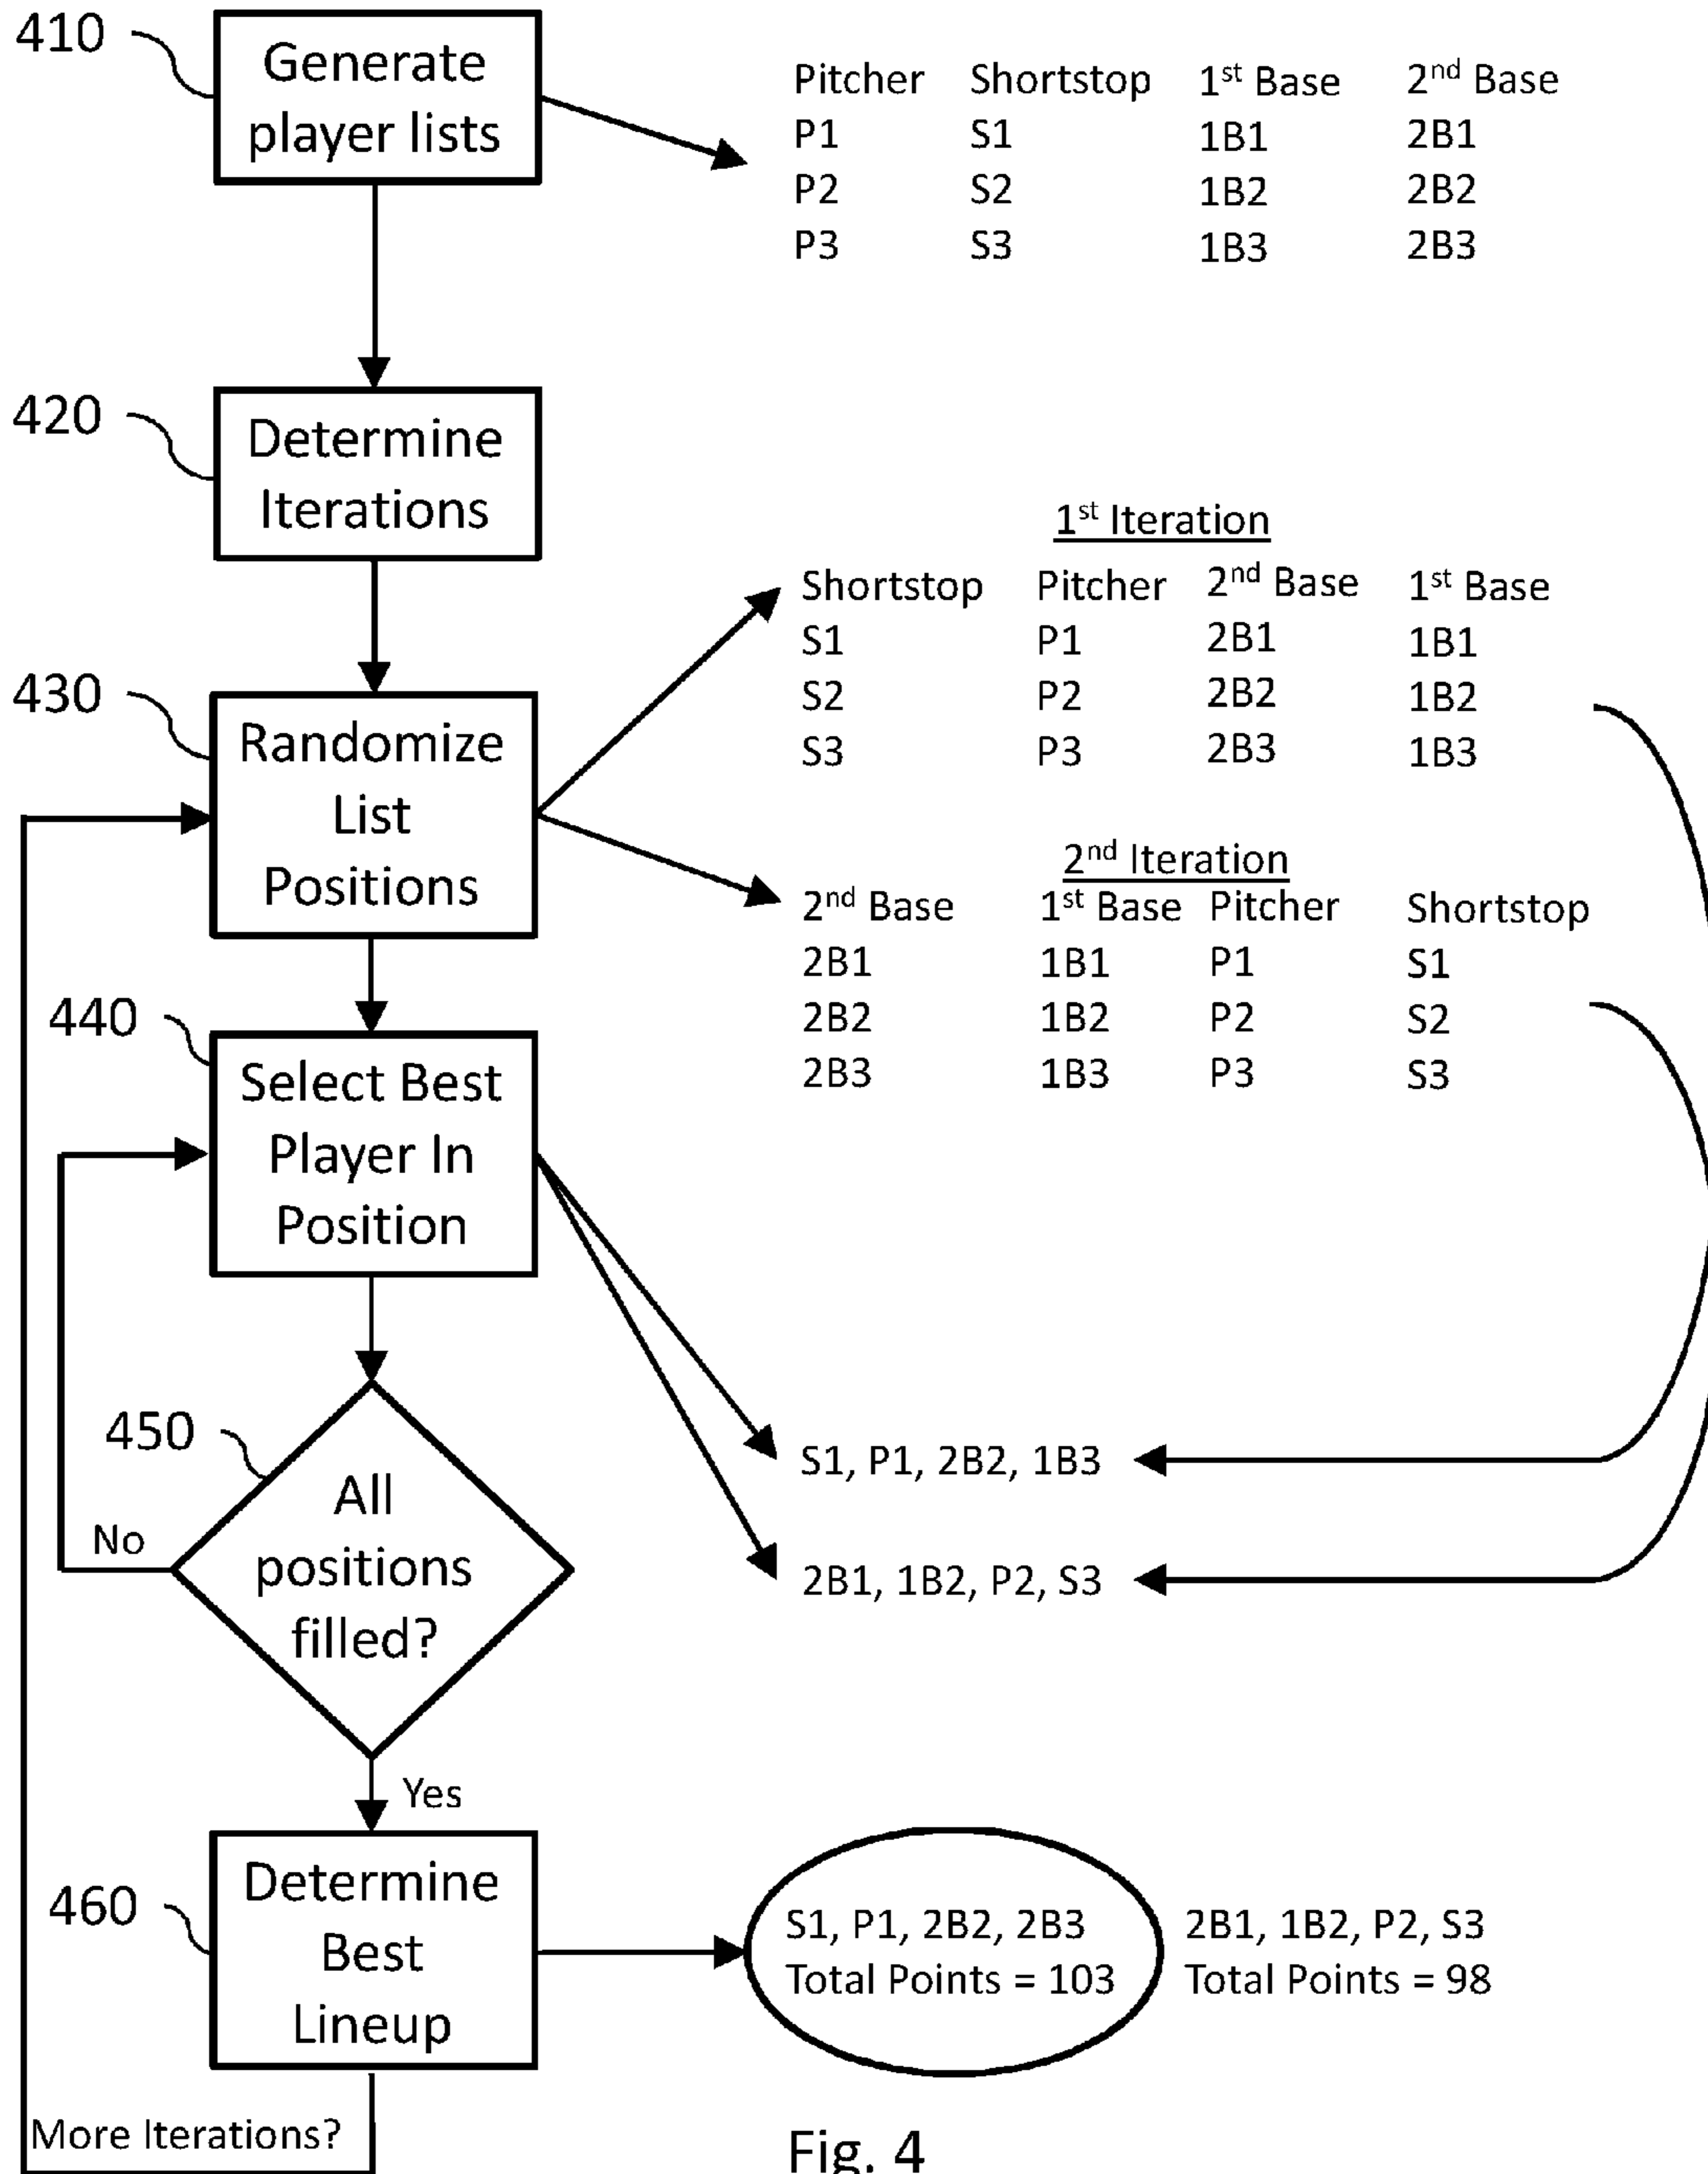 410
Generate
player lists
Pitcher Shortstop 1st Base 2nd Base
P1 S1 1B1 2B1
P2 S2 1B2 2B2
P3 S3 1B3 2B3
420
Determine
Iterations
1st Iteration
Shortstop Pitcher 2nd Base 1st Base
S1 P1 2B1 1B1
S2 P2 2B2 1B2
S3 P3 2B3 1B3
430
Randomize
List
Positions
2nd Iteration
2nd Base 1st Base Pitcher Shortstop
2B1 1B1 P1 S1
2B2 1B2 P2 S2
2B3 1B3 P3 S3
440
Select Best
Player In
Position
S1, P1, 2B2, 1B3
2B1, 1B2, P2, S3
450
All
positions
filled?
No
Yes
460
Determine
Best
Lineup
S1, P1, 2B2, 2B3
Total Points = 103
2B1, 1B2, P2, S3
Total Points = 98
More Iterations?
Fig. 4